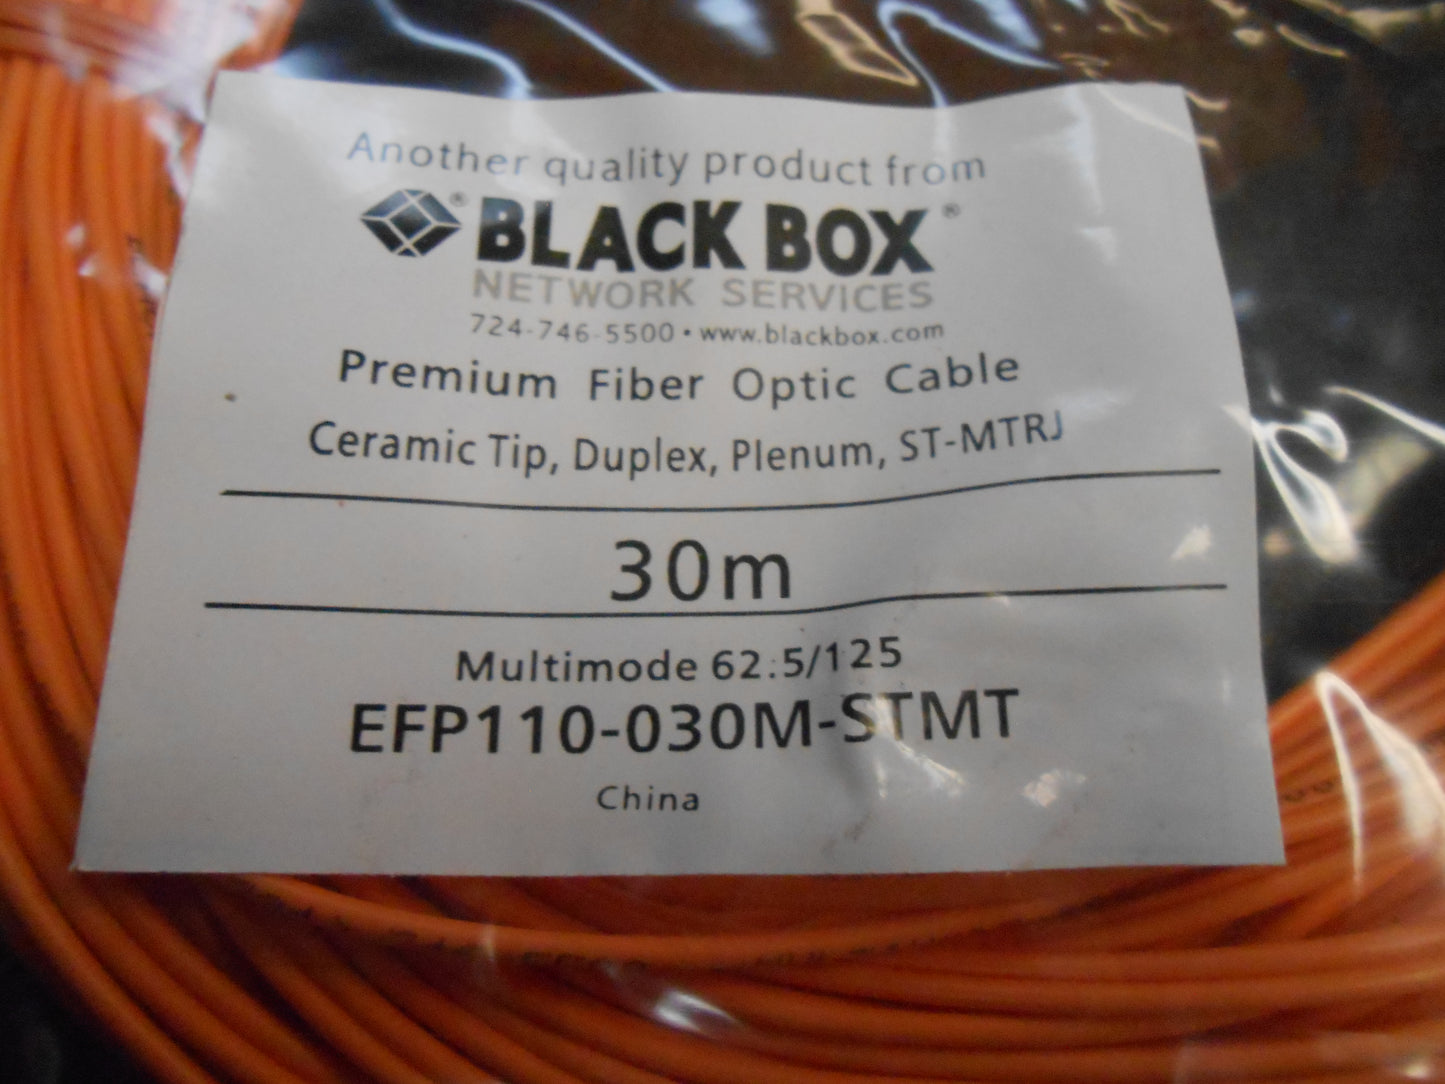 Another quality product from
® BLACK BOX ®
NETWORK SERVICES
724-746-5500 • www.blackbox.com
Premium Fiber Optic Cable
Ceramic Tip, Duplex, Plenum, ST-MTRJ
30m
Multimode 62.5/125
EFP110-030M-STMT
China